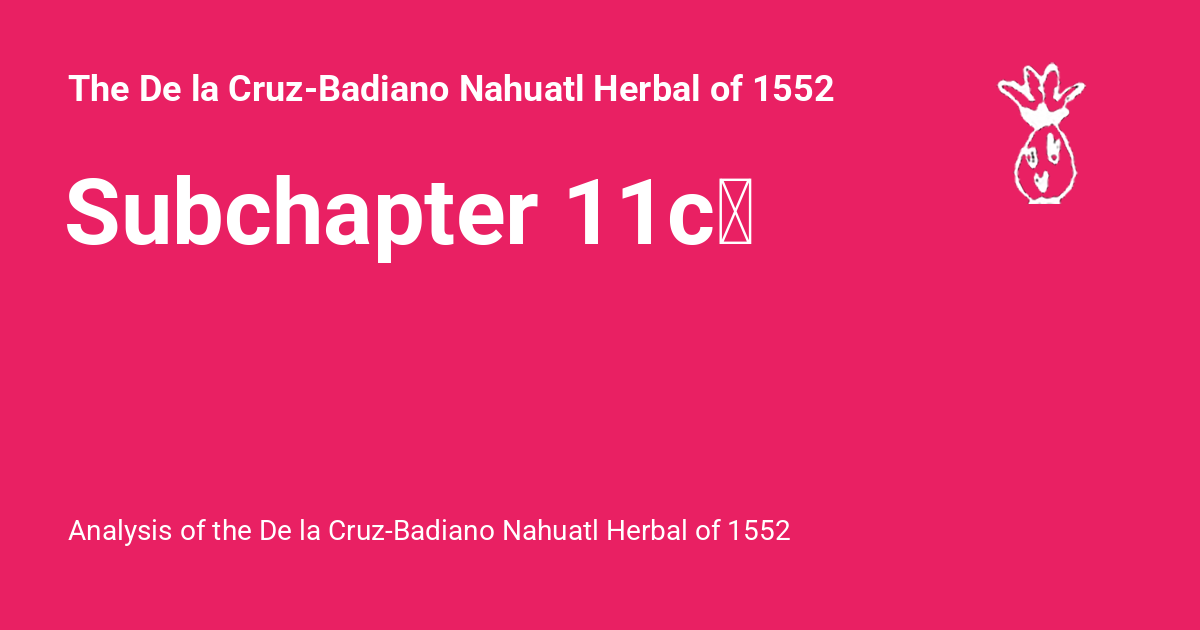 The De la Cruz-Badiano Nahuatl Herbal of 1552
Subchapter 11c
Analysis of the De la Cruz-Badiano Nahuatl Herbal of 1552